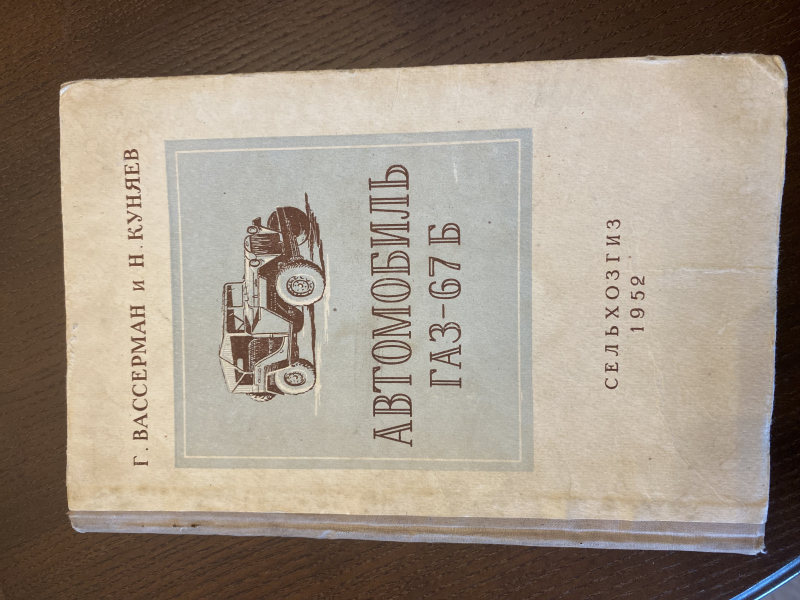 Г. ВАССЕРМАН и Н. КУНЯЕВ
АВТОМОБИЛЬ
ГАЗ-67 Б
СЕЛЬХОЗГИЗ
1952